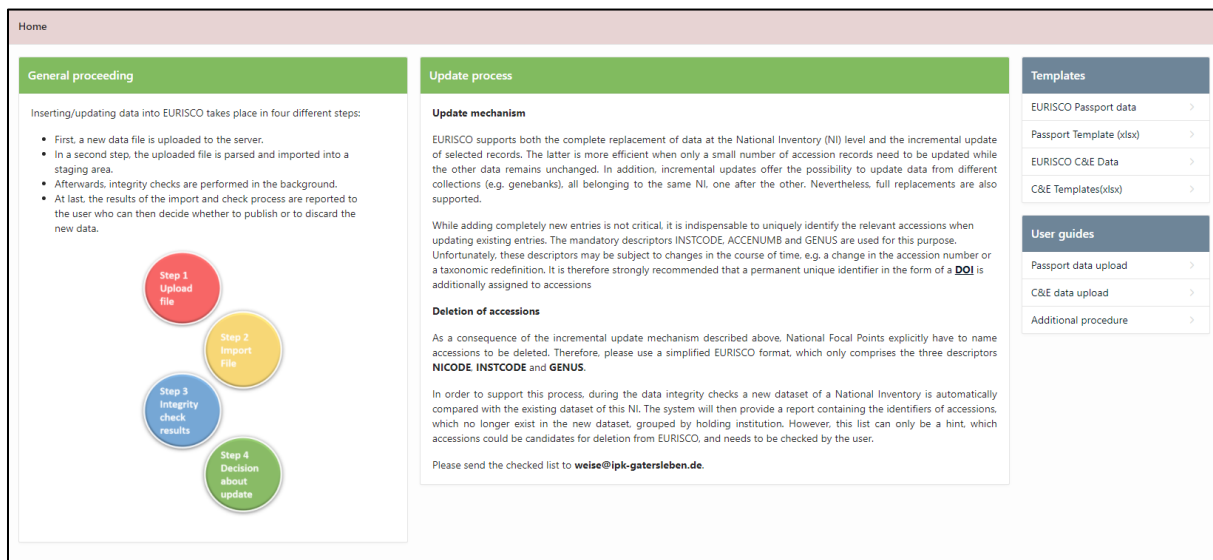 Home
General proceeding
Inserting/updating data into EURISCO takes place in four different steps:
First, a new data file is uploaded to the server.
In a second step, the uploaded file is parsed and imported into a
staging area.
Afterwards, integrity checks are performed in the background.
At last, the results of the import and check process are reported to
the user who can then decide whether to publish or to discard the
new data.
Step 1
Upload
file
Step 2
Import
File
Step 3
Integrity
check
results
Step 4
Decision
about
update
Update process
Update mechanism
EURISCO supports both the complete replacement of data at the National Inventory (NI) level and the incremental update
of selected records. The latter is more efficient when only a small number of accession records need to be updated while
the other data remains unchanged. In addition, incremental updates offer the possibility to update data from different
collections (e.g. genebanks), all belonging to the same NI, one after the other. Nevertheless, full replacements are also
supported.
While adding completely new entries is not critical, it is indispensable to uniquely identify the relevant accessions when
updating existing entries. The mandatory descriptors INSTCODE, ACCENUMB and GENUS are used for this purpose.
Unfortunately, these descriptors may be subject to changes in the course of time, e.g. a change in the accession number or
a taxonomic redefinition. It is therefore strongly recommended that a permanent unique identifier in the form of a DOI is
additionally assigned to accessions
Deletion of accessions
As a consequence of the incremental update mechanism described above, National Focal Points explicitly have to name
accessions to be deleted. Therefore, please use a simplified EURISCO format, which only comprises the three descriptors
NICODE, INSTCODE and GENUS.
In order to support this process, during the data integrity checks a new dataset of a National Inventory is automatically
compared with the existing dataset of this NI. The system will then provide a report containing the identifiers of accessions,
which no longer exist in the new dataset, grouped by holding institution. However, this list can only be a hint, which
accessions could be candidates for deletion from EURISCO, and needs to be checked by the user.
Please send the checked list to weise@ipk-gatersleben.de.
Templates
EURISCO Passport data
Passport Template (xlsx)
EURISCO C&E Data
C&E Templates(xlsx)
User guides
Passport data upload
C&E data upload
Additional procedure